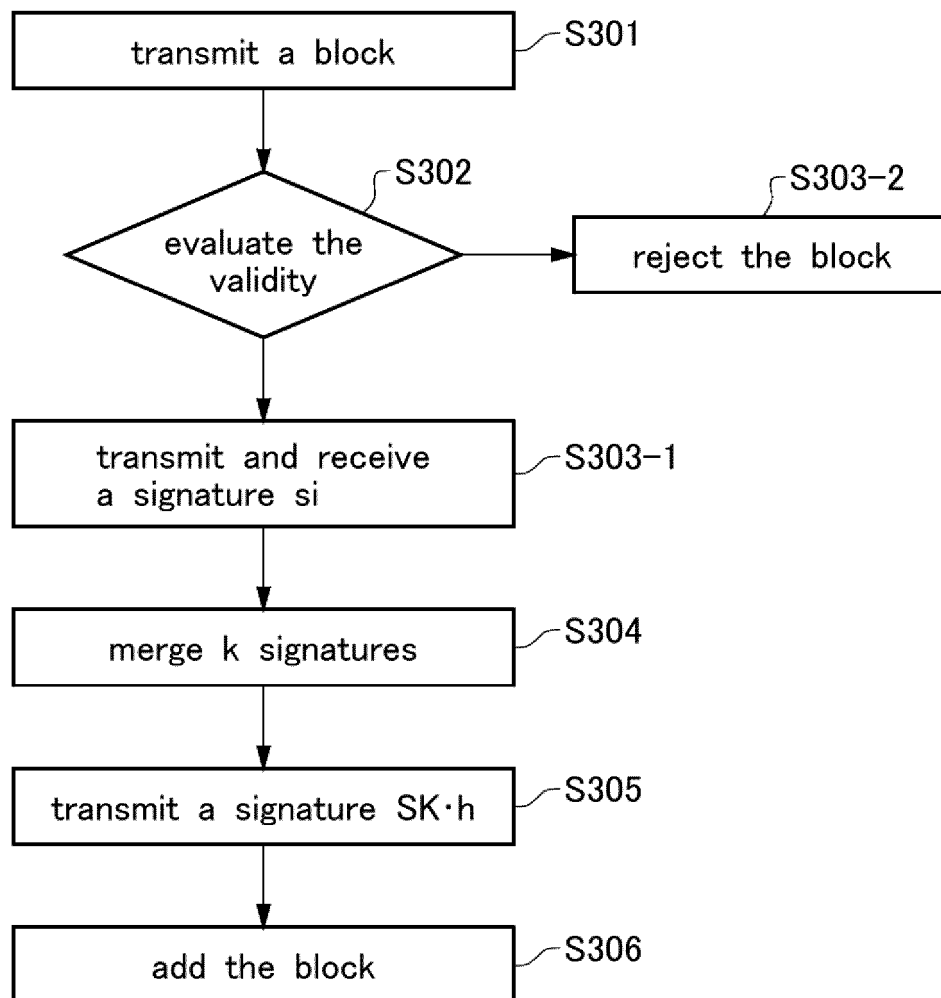 transmit a block
S301
S302
evaluate the
validity
S303-2
reject the block
transmit and receive
a signature si
S303-1
merge k signatures
S304
transmit a signature SK·h
S305
add the block
S306